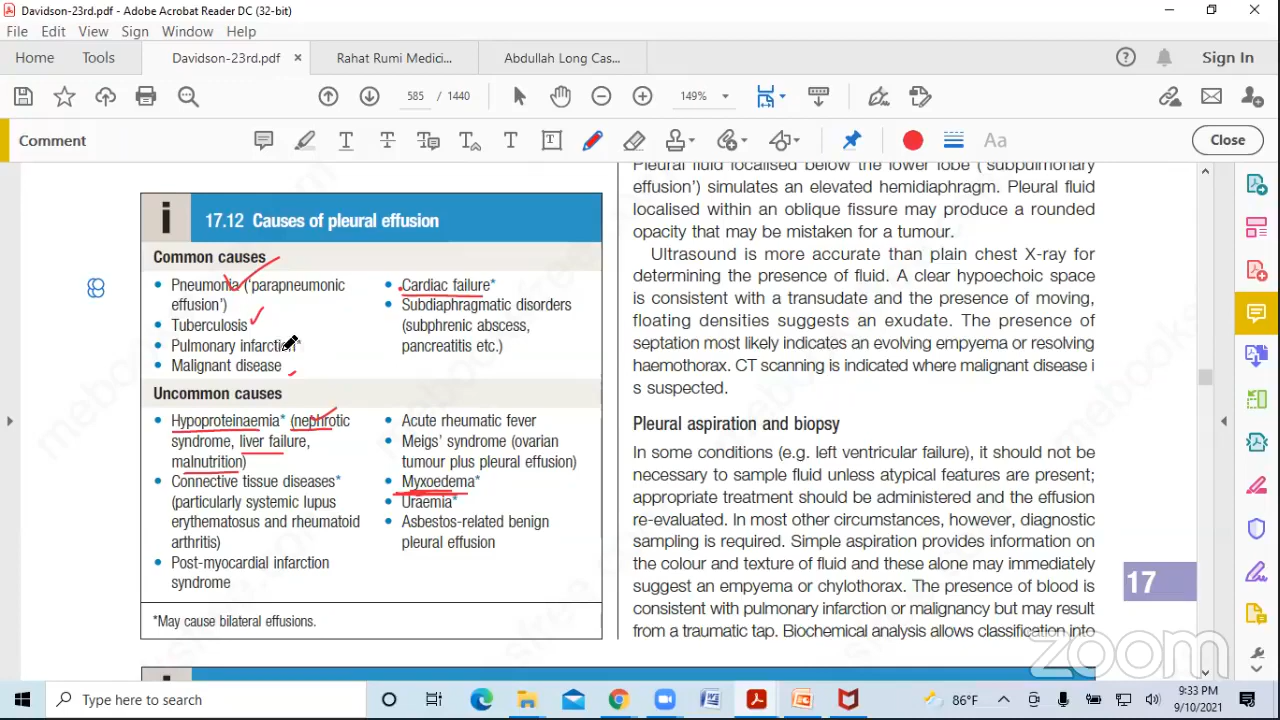 Davidson-23rd.pdf - Adobe Acrobat Reader DC (32-bit)
File Edit View Sign Window Help
Home Tools Davidson-23rd.pdf × Rahat Rumi Medici... Abdullah Long Cas... Sign In
585 / 1440 149%
Comment Close
17.12 Causes of pleural effusion
Common causes
• Pneumonia ('parapneumonic
effusion')
• Tuberculosis
• Pulmonary infarction
• Malignant disease
• Cardiac failure*
• Subdiaphragmatic disorders
(subphrenic abscess,
pancreatitis etc.)
Uncommon causes
• Hypoproteinaemia* (nephrotic
syndrome, liver failure,
malnutrition)
• Connective tissue diseases*
(particularly systemic lupus
erythematosus and rheumatoid
arthritis)
• Post-myocardial infarction
syndrome
• Acute rheumatic fever
• Meigs' syndrome (ovarian
tumour plus pleural effusion)
• Myxoedema*
• Uraemia*
• Asbestos-related benign
pleural effusion
*May cause bilateral effusions.
Pleural fluid localised below the lower lobe ('subpulmonary
effusion') simulates an elevated hemidiaphragm. Pleural fluid
localised within an oblique fissure may produce a rounded
opacity that may be mistaken for a tumour.
Ultrasound is more accurate than plain chest X-ray for
determining the presence of fluid. A clear hypoechoic space
is consistent with a transudate and the presence of moving,
floating densities suggests an exudate. The presence of
septation most likely indicates an evolving empyema or resolving
haemothorax. CT scanning is indicated where malignant disease i
s suspected.
Pleural aspiration and biopsy
In some conditions (e.g. left ventricular failure), it should not be
necessary to sample fluid unless atypical features are present;
appropriate treatment should be administered and the effusion
re-evaluated. In most other circumstances, however, diagnostic
sampling is required. Simple aspiration provides information on
the colour and texture of fluid and these alone may immediately
suggest an empyema or chylothorax. The presence of blood is
consistent with pulmonary infarction or malignancy but may result
from a traumatic tap. Biochemical analysis allows classification into
17
zoom
Type here to search
86°F
9:33 PM
9/10/2021